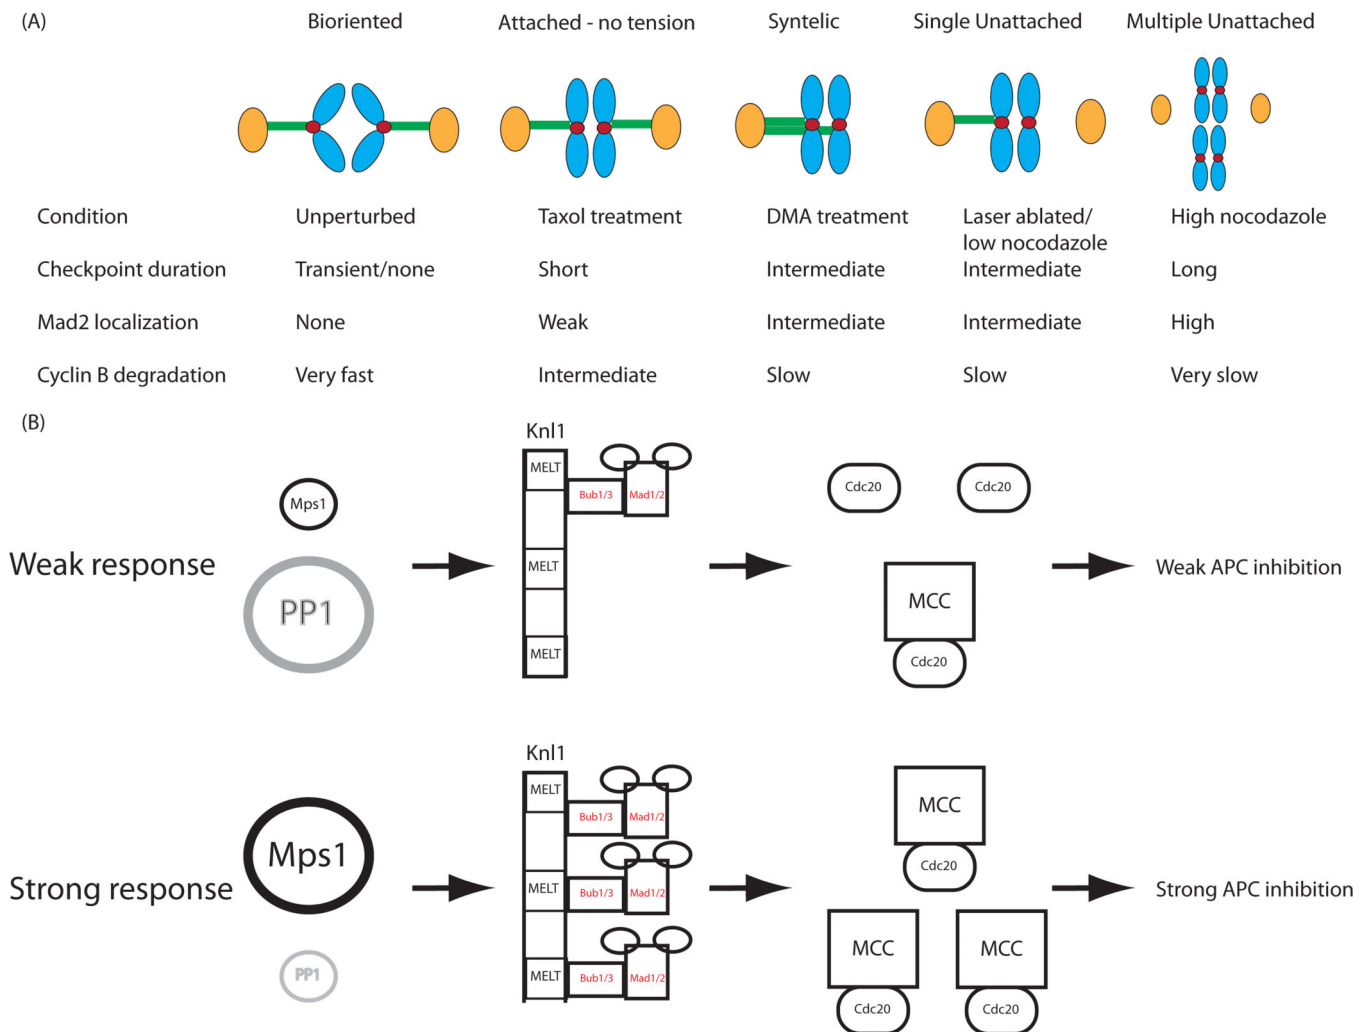 (A)
Bioriented Attached - no tension Syntelic Single Unattached Multiple Unattached
Condition Unperturbed Taxol treatment DMA treatment Laser ablated/ High nocodazole
low nocodazole
Checkpoint duration Transient/none Short Intermediate Intermediate Long
Mad2 localization None Weak Intermediate Intermediate High
Cyclin B degradation Very fast Intermediate Slow Slow Very slow
(B)
Knl1
MELT
Bub1/3 Mad1/2
Cdc20 Cdc20
Mps1
Weak response
MELT
Weak APC inhibition
PP1
MCC
MELT
Cdc20
Knl1
MELT
Bub1/3 Mad1/2
MCC
Mps1
Cdc20
Strong response
MELT
Bub1/3 Mad1/2
Strong APC inhibition
MCC MCC
PP1
MELT
Bub1/3 Mad1/2
Cdc20 Cdc20